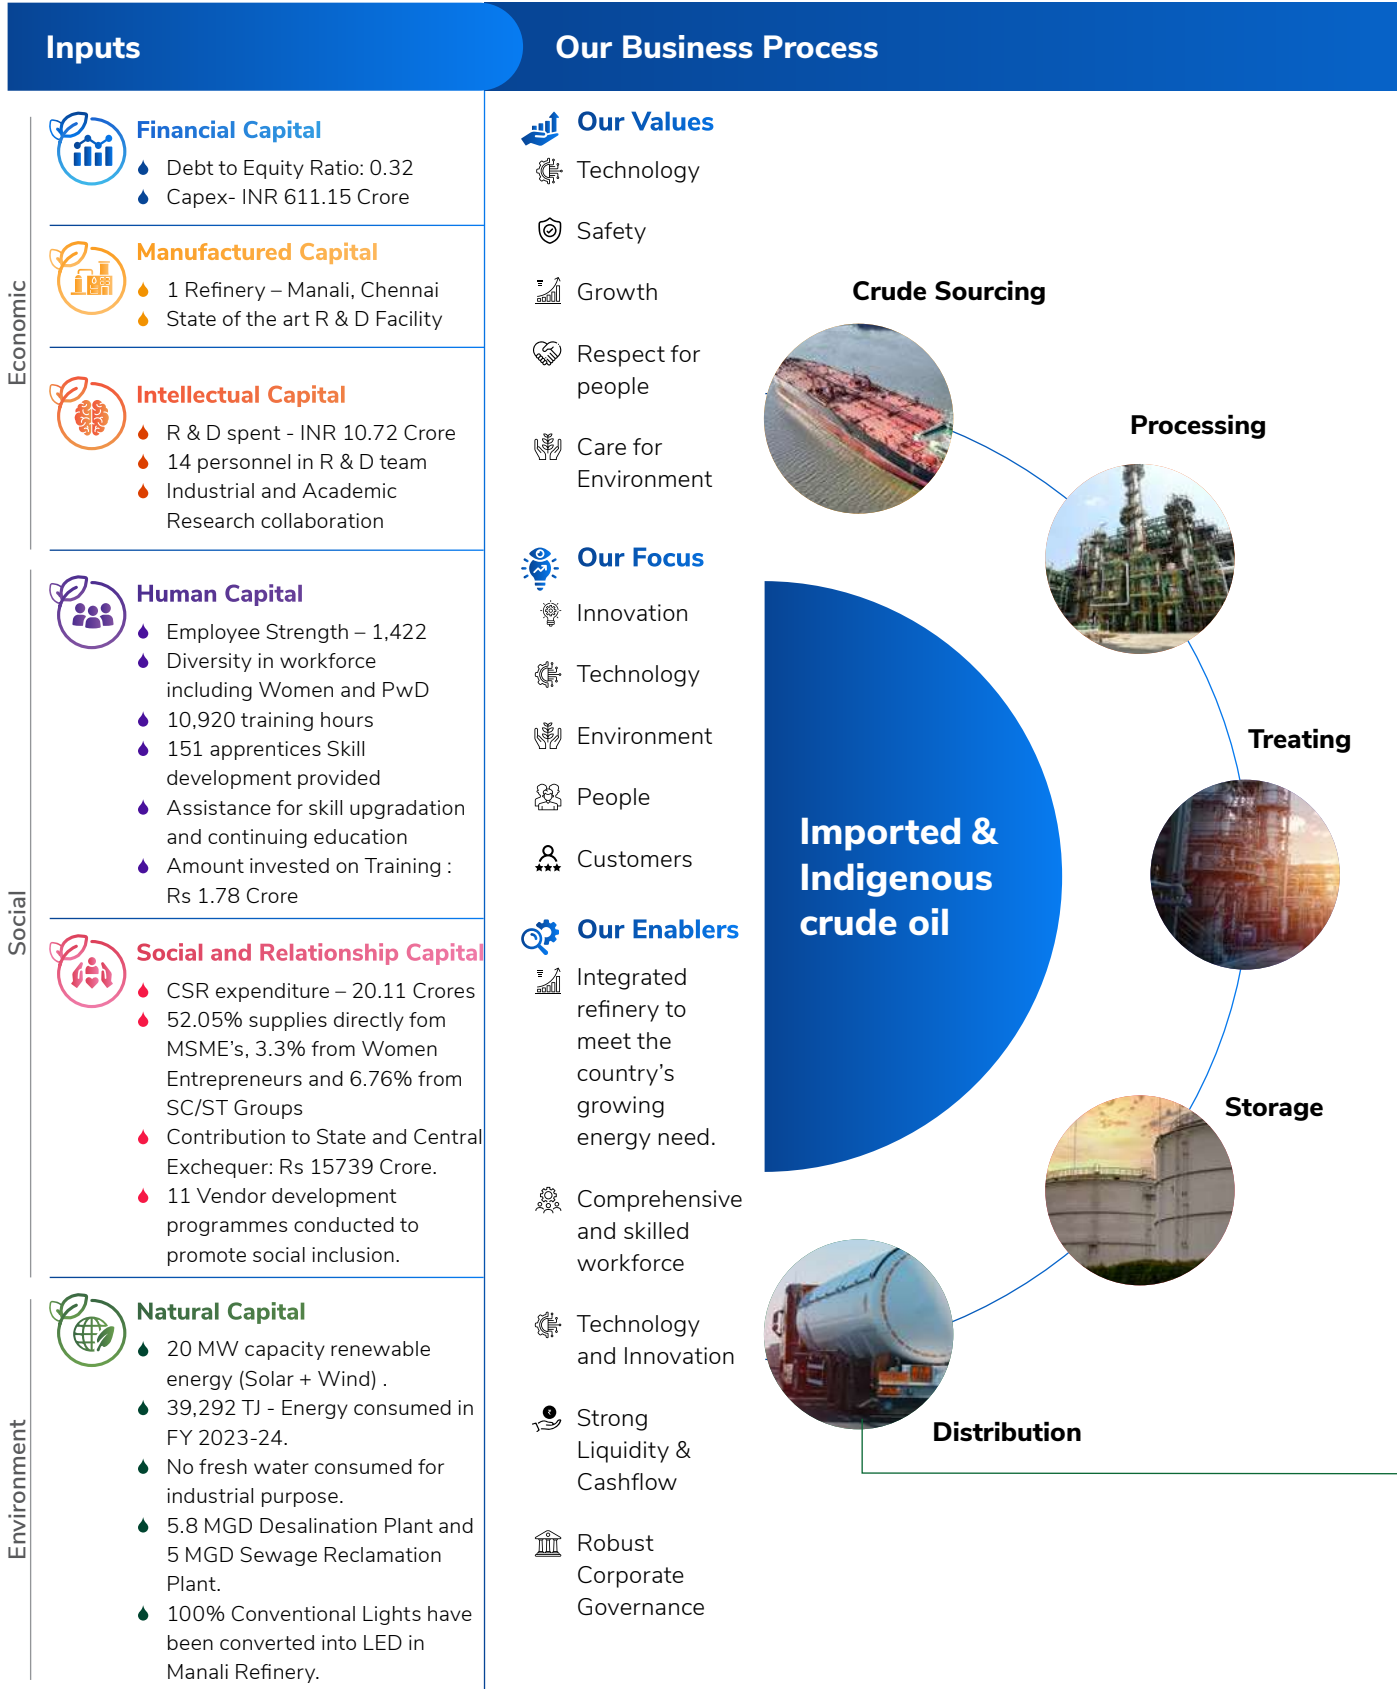 Inputs
Economic
Financial Capital
Debt to Equity Ratio: 0.32
Capex- INR 611.15 Crore
Manufactured Capital
1 Refinery – Manali, Chennai
State of the art R & D Facility
Intellectual Capital
R & D spent - INR 10.72 Crore
14 personnel in R & D team
Industrial and Academic
Research collaboration
Social
Human Capital
Employee Strength – 1,422
Diversity in workforce
including Women and PwD
10,920 training hours
151 apprentices Skill
development provided
Assistance for skill upgradation
and continuing education
Amount invested on Training :
Rs 1.78 Crore
Social and Relationship Capital
CSR expenditure – 20.11 Crores
52.05% supplies directly fom
MSME’s, 3.3% from Women
Entrepreneurs and 6.76% from
SC/ST Groups
Contribution to State and Central
Exchequer: Rs 15739 Crore.
11 Vendor development
programmes conducted to
promote social inclusion.
Environment
Natural Capital
20 MW capacity renewable
energy (Solar + Wind) .
39,292 TJ - Energy consumed in
FY 2023-24.
No fresh water consumed for
industrial purpose.
5.8 MGD Desalination Plant and
5 MGD Sewage Reclamation
Plant.
100% Conventional Lights have
been converted into LED in
Manali Refinery.
Our Business Process
Our Values
Technology
Safety
Growth
Respect for
people
Care for
Environment
Our Focus
Innovation
Technology
Environment
People
Customers
Our Enablers
Integrated
refinery to
meet the
country’s
growing
energy need.
Comprehensive
and skilled
workforce
Technology
and Innovation
Strong
Liquidity &
Cashflow
Robust
Corporate
Governance
Crude Sourcing
Processing
Treating
Imported &
Indigenous
crude oil
Storage
Distribution